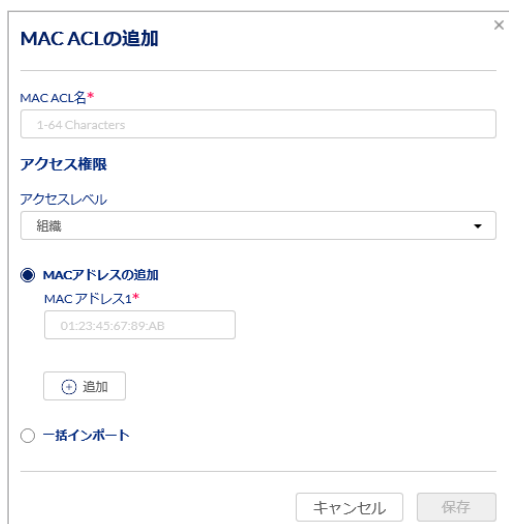 MAC ACLの追加
MAC ACL名*
1-64 Characters
アクセス権限
アクセスレベル
組織
MACアドレスの追加
MAC アドレス1*
01:23:45:67:89:AB
追加
一括インポート
キャンセル 保存